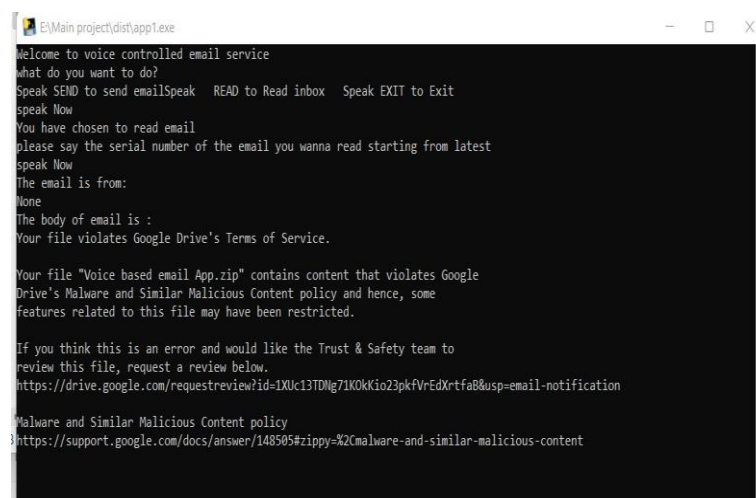 E:\Main project\dist\app1.exe
Welcome to voice controlled email service
what do you want to do?
Speak SEND to send emailSpeak   READ to Read inbox   Speak EXIT to Exit
speak Now
You have chosen to read email
please say the serial number of the email you wanna read starting from latest
speak Now
The email is from:
None
The body of email is :
Your file violates Google Drive's Terms of Service.

Your file "Voice based email App.zip" contains content that violates Google
Drive's Malware and Similar Malicious Content policy and hence, some
features related to this file may have been restricted.

If you think this is an error and would like the Trust & Safety team to
review this file, request a review below.
https://drive.google.com/requestreview?id=1XUc13TDNg71KOkKio23pkfVrEdXrtfaB&usp=email-notification

Malware and Similar Malicious Content policy
https://support.google.com/docs/answer/148505#zippy=%2Cmalware-and-similar-malicious-content